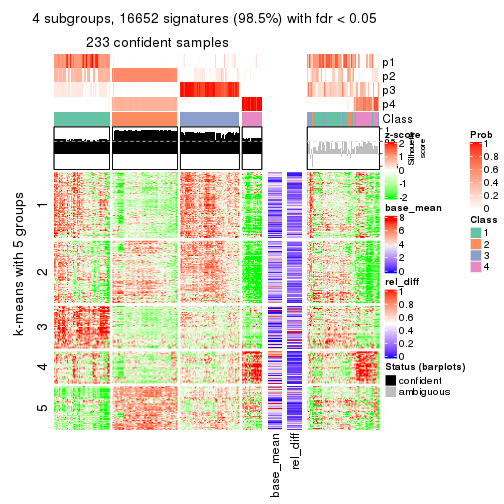 4 subgroups, 16652 signatures (98.5%) with fdr < 0.05
233 confident samples
p1
p2
p3
p4
Class
z-score
2
1
0
-1
-2
1
Silhouette
score
base_mean
8
6
4
2
0
rel_diff
1
0.8
0.6
0.4
0.2
0
Prob
1
0.8
0.6
0.4
0.2
0
Class
1
2
3
4
Status (barplots)
confident
ambiguous
k-means with 5 groups
1
2
3
4
5
base_mean
rel_diff